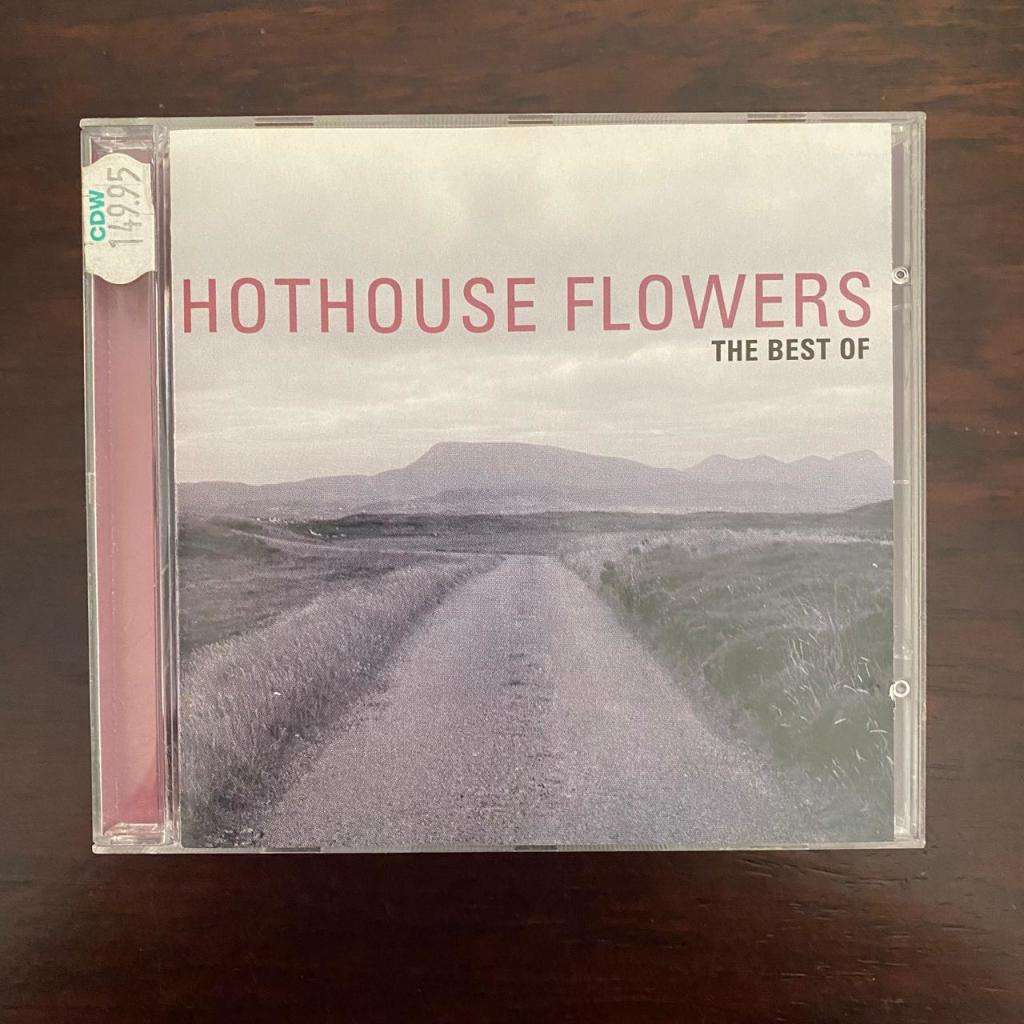 CDW
149.95
HOTHOUSE FLOWERS
THE BEST OF